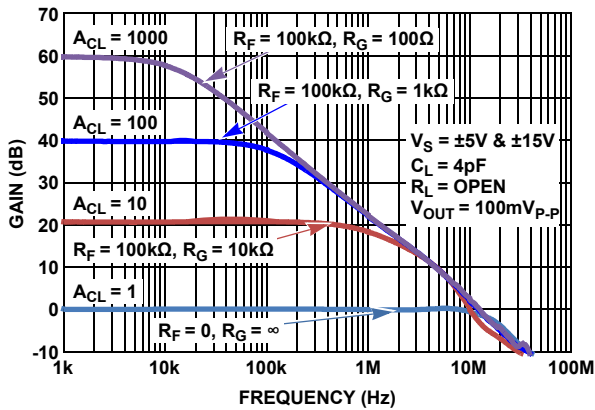 70
60
50
40
30
20
10
0
-10
GAIN (dB)
A_CL = 1000
R_F = 100kΩ, R_G = 100Ω
R_F = 100kΩ, R_G = 1kΩ
A_CL = 100
V_S = ±5V & ±15V
C_L = 4pF
R_L = OPEN
V_OUT = 100mV_P-P
A_CL = 10
R_F = 100kΩ, R_G = 10kΩ
A_CL = 1
R_F = 0, R_G = ∞
1k 10k 100k 1M 10M 100M
FREQUENCY (Hz)